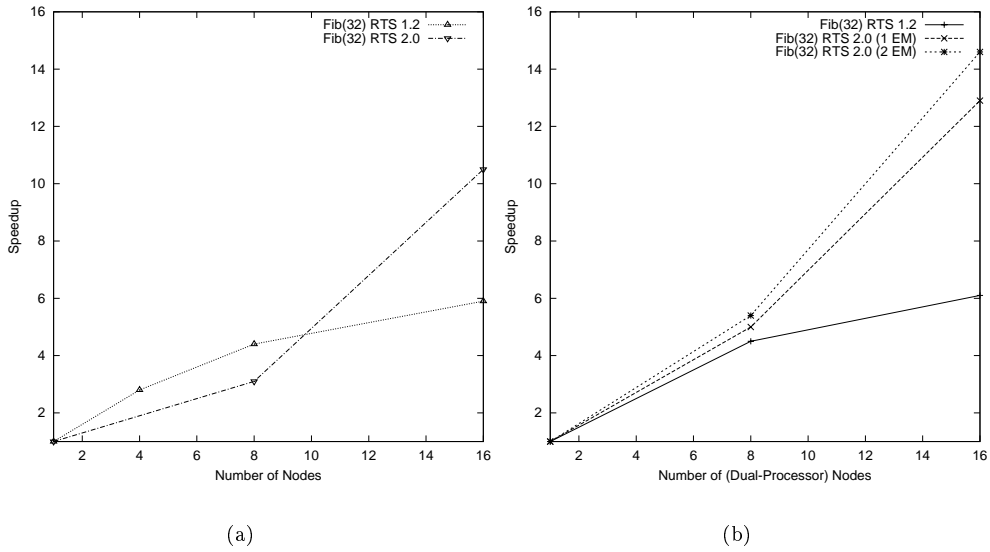 16
14
12
10
8
6
4
2
Speedup
2 4 6 8 10 12 14 16
Number of Nodes
Fib(32) RTS 1.2
Fib(32) RTS 2.0
(a)
16
14
12
10
8
6
4
2
Speedup
2 4 6 8 10 12 14 16
Number of (Dual-Processor) Nodes
Fib(32) RTS 1.2
Fib(32) RTS 2.0 (1 EM)
Fib(32) RTS 2.0 (2 EM)
(b)